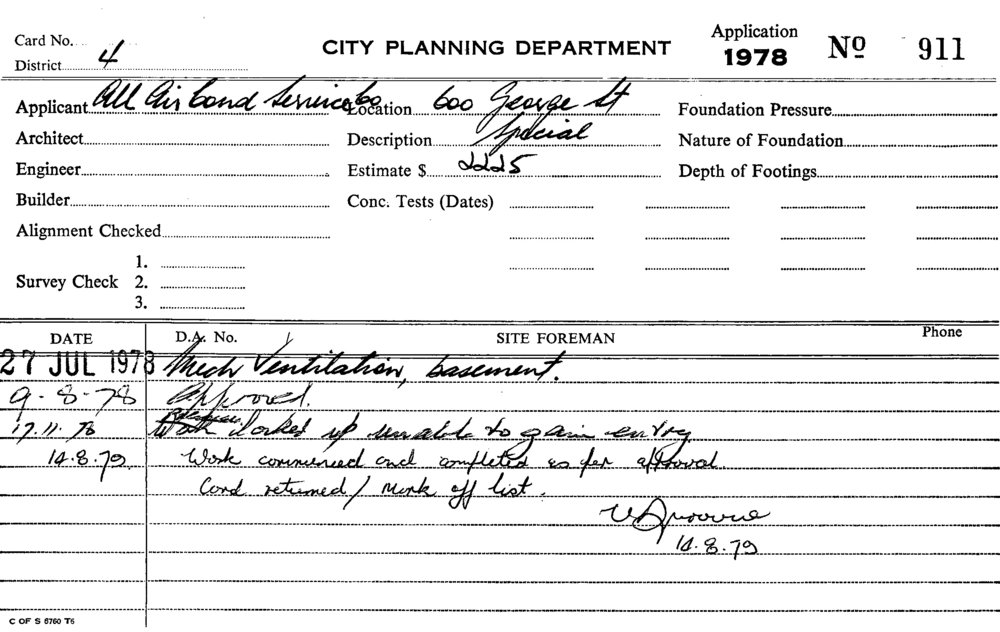 Card No. CITY PLANNING DEPARTMENT Application 1978 Nº 911
District 4
Applicant All Air Cond Service Co Location 600 George St Foundation Pressure
Architect Description Special Nature of Foundation
Engineer Estimate $ 2225 Depth of Footings
Builder Conc. Tests (Dates)
Alignment Checked
1.
Survey Check 2.
3.
DATE D.A. No. SITE FOREMAN Phone
27 JUL 1978 Mech Ventilation, basement.
9-8-78 Approved.
17.11.78 locked up unable to gain entry
14.8.79 Work commenced and completed as per approval
Card returned / Mark off list.
14.8.79
C OF S 6760 T5